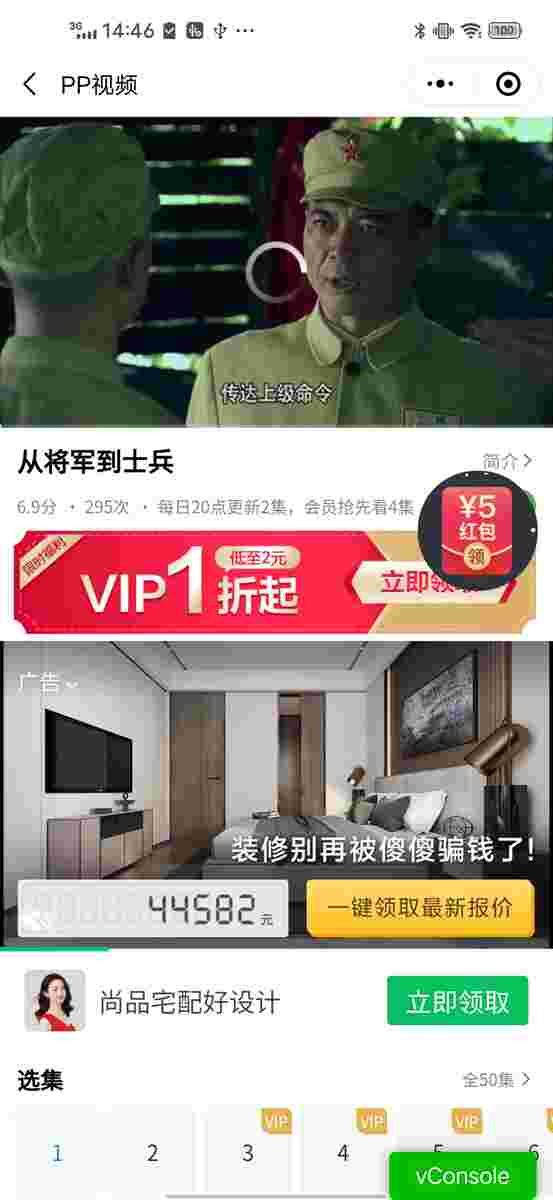 3G 14:46 100
PP视频
传达上级命令
从将军到士兵
简介
6.9分 · 295次 · 每日20点更新2集，会员抢先看4集
¥5
红包
领
限时福利
VIP1折起
低至2元
立即领取
广告
装修别再被傻傻骗钱了!
44582元
一键领取最新报价
尚品宅配好设计
立即领取
选集
全50集
VIP VIP VIP
1 2 3 4 5 6
vConsole